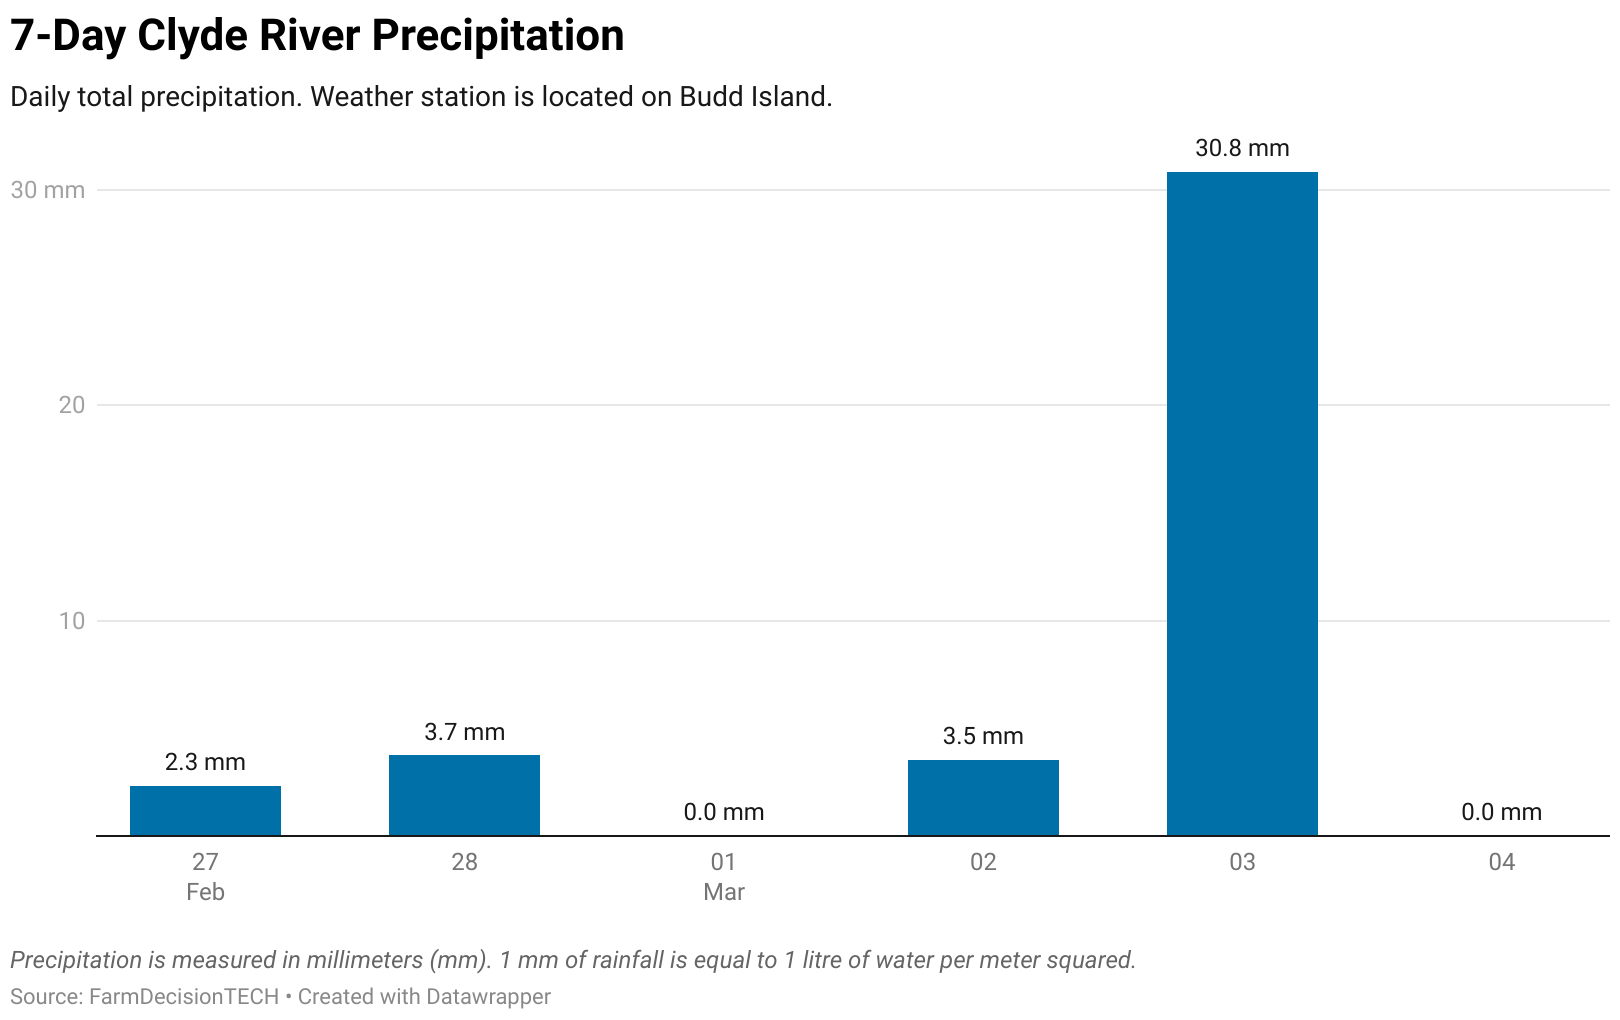 7-Day Clyde River Precipitation
Daily total precipitation. Weather station is located on Budd Island.
30.8 mm
30 mm
20
10
3.7 mm
3.5 mm
2.3 mm
0.0 mm
0.0 mm
27
28
01
02
03
04
Feb
Mar
Precipitation is measured in millimeters (mm). 1 mm of rainfall is equal to 1 litre of water per meter squared.
Source: FarmDecisionTECH • Created with Datawrapper